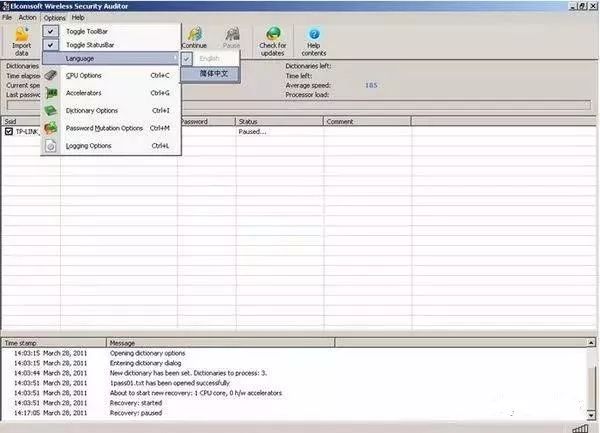 Elcomsoft Wireless Security Auditor
File Action Options Help
Import data
Toggle ToolBar
Toggle StatusBar
Language
CPU Options Ctrl+C
Accelerators Ctrl+G
Dictionary Options Ctrl+I
Password Mutation Options Ctrl+M
Logging Options Ctrl+L
English
简体中文
Continue Pause Check for updates Help contents
Dictionaries Dictionaries left:
Time elapse Time left:
Current spe Average speed: 185
Last passwo Processor load:
Ssid Password Status Comment
TP-LINK_ Paused...
Time stamp Message
14:03:15 March 28, 2011 Opening dictionary options
14:03:15 March 28, 2011 Entering dictionary dialog
14:03:44 March 28, 2011 New dictionary has been set. Dictionaries to process: 3.
14:03:51 March 28, 2011 1pass01.txt has been opened successfully
14:03:51 March 28, 2011 About to start new recovery: 1 CPU core, 0 h/w accelerators
14:03:51 March 28, 2011 Recovery: started
14:17:05 March 28, 2011 Recovery: paused